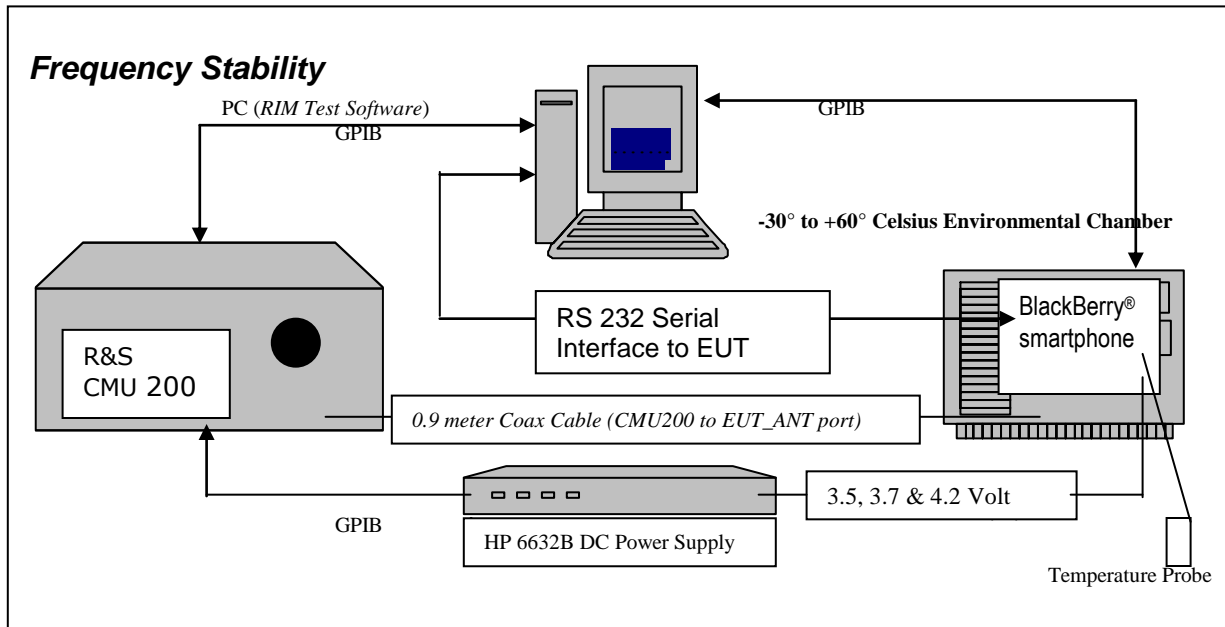 Frequency Stability
PC (RIM Test Software)
GPIB
GPIB
-30° to +60° Celsius Environmental Chamber
BlackBerry®
smartphone
RS 232 Serial
Interface to EUT
R&S
CMU 200
0.9 meter Coax Cable (CMU200 to EUT_ANT port)
3.5, 3.7 & 4.2 Volt
GPIB
HP 6632B DC Power Supply
Temperature Probe